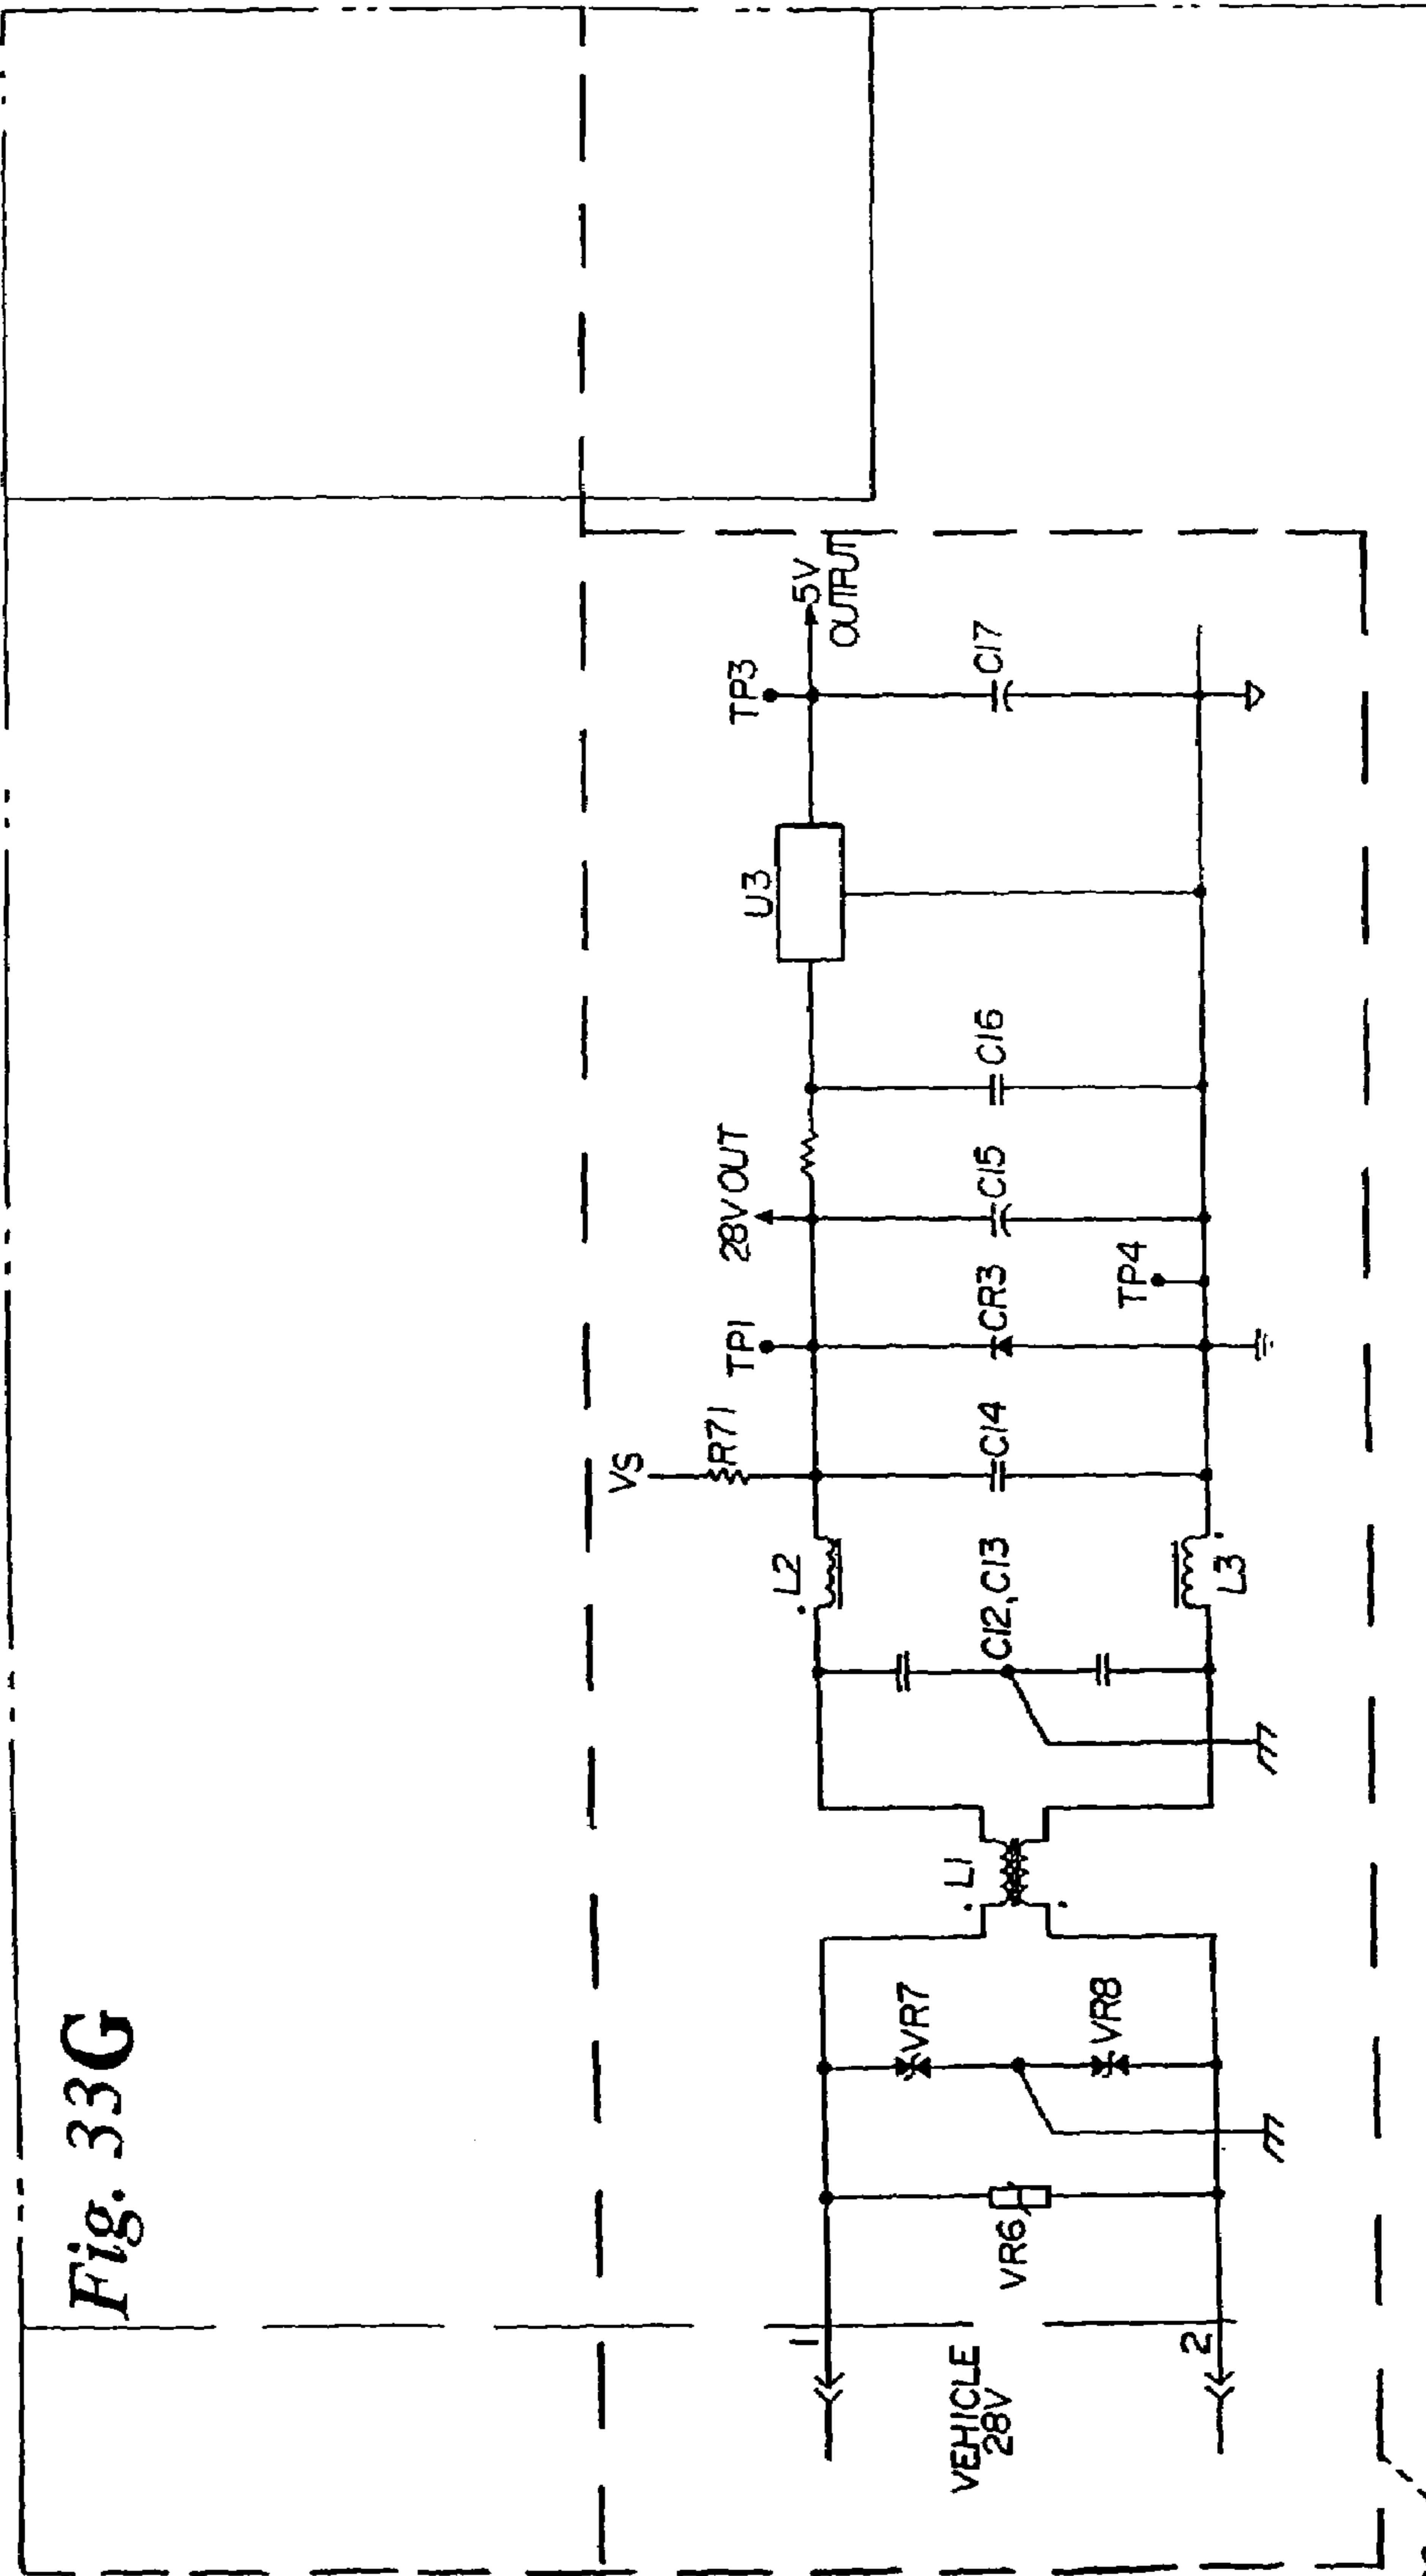 Fig. 33G
VS
R71
TP1
28V OUT
TP3
5V
OUTPUT
L2
U3
L1
VR7
VR8
VR6
C12,C13
C14
CR3
C15
C16
C17
TP4
L3
1
VEHICLE
28V
2